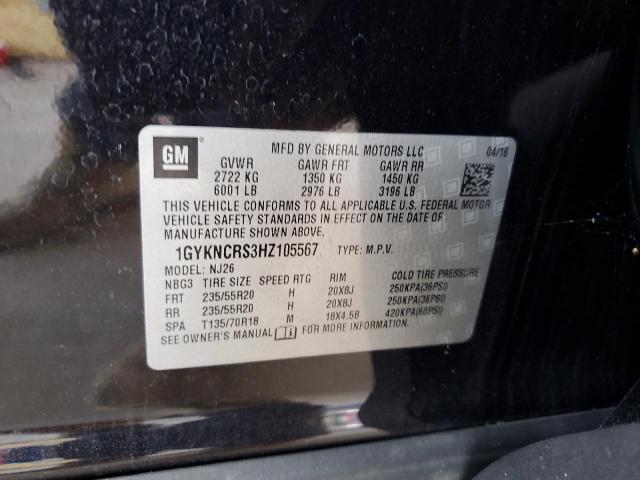 GM
MFD BY GENERAL MOTORS LLC 04/16
GVWR GAWR FRT GAWR RR
2722 KG 1350 KG 1450 KG
6001 LB 2976 LB 3196 LB
THIS VEHICLE CONFORMS TO ALL APPLICABLE U.S. FEDERAL MOTOR
VEHICLE SAFETY STANDARDS IN EFFECT ON THE DATE OF
MANUFACTURE SHOWN ABOVE.
1GYKNCRS3HZ105567 TYPE: M.P.V.
MODEL: NJ26
NBG3 TIRE SIZE SPEED RTG RIM COLD TIRE PRESSURE
FRT 235/55R20 H 20X8J 250KPA(36PSI)
RR 235/55R20 H 20X8J 250KPA(36PSI)
SPA T135/70R18 M 18X4.5B 420KPA(60PSI)
SEE OWNER'S MANUAL FOR MORE INFORMATION.